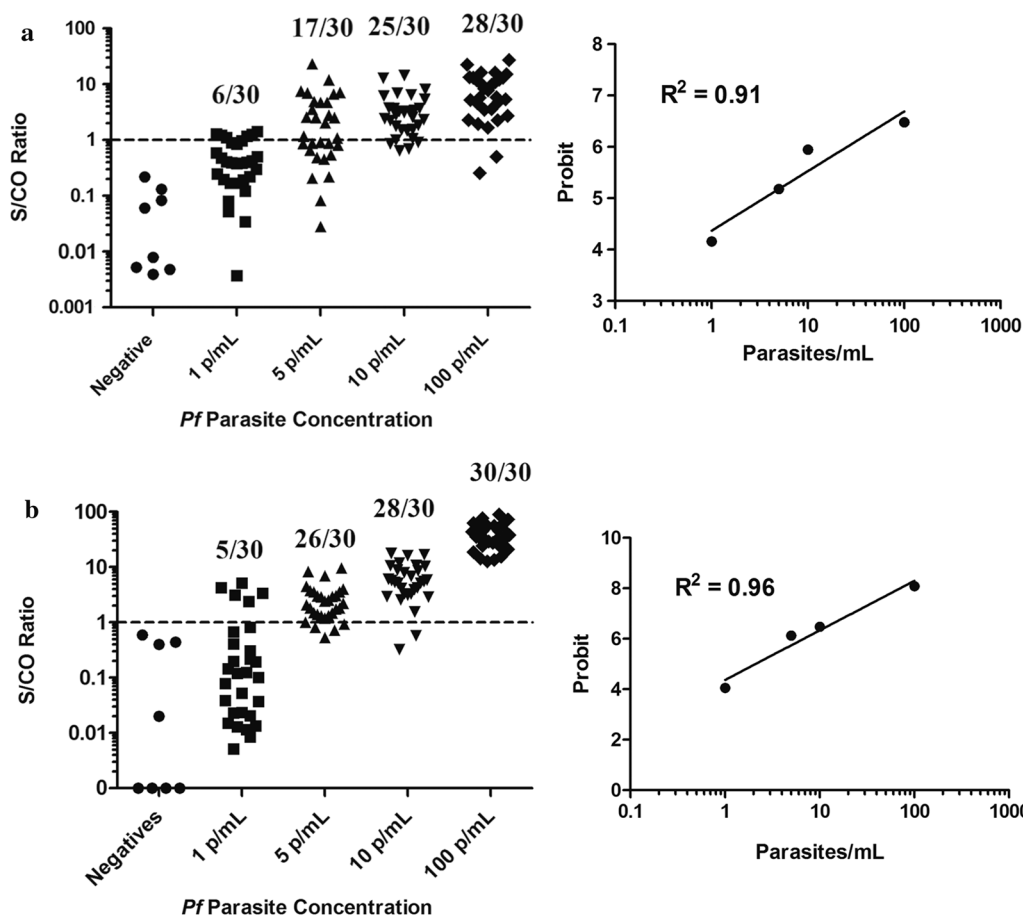 a
100
10
1
0.1
0.01
0.001
S/CO Ratio
6/30
17/30
25/30
28/30
Negative
1 p/mL
5 p/mL
10 p/mL
100 p/mL
Pf Parasite Concentration
8
7
6
5
4
3
Probit
R² = 0.91
0.1
1
10
100
1000
Parasites/mL
b
100
10
1
0.1
0.01
0
S/CO Ratio
5/30
26/30
28/30
30/30
Negatives
1 p/mL
5 p/mL
10 p/mL
100 p/mL
Pf Parasite Concentration
10
8
6
4
2
0
Probit
R² = 0.96
0.1
1
10
100
1000
Parasites/mL